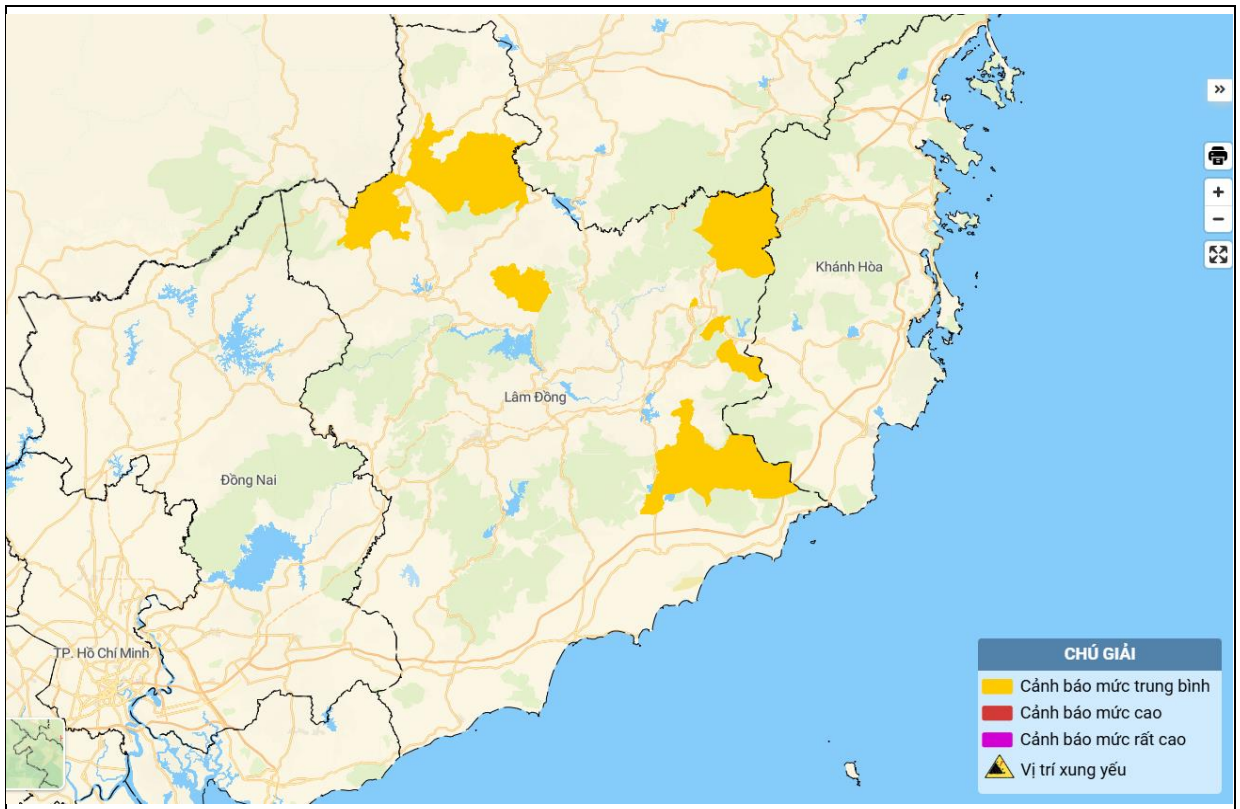 Khánh Hòa
Lâm Đồng
Đồng Nai
TP. Hồ Chí Minh
CHÚ GIẢI
Cảnh báo mức trung bình
Cảnh báo mức cao
Cảnh báo mức rất cao
Vị trí xung yếu